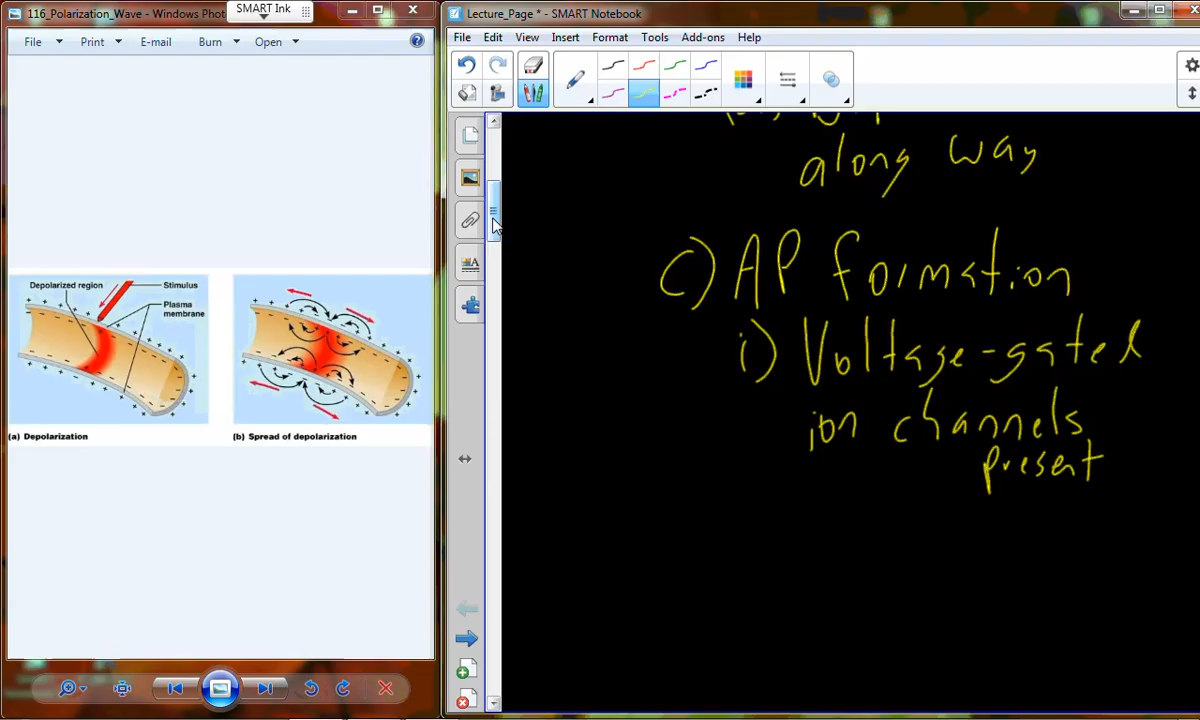 116_Polarization_Wave - Windows Phot
SMART Ink
File Print E-mail Burn Open
Depolarized region
Stimulus
Plasma
membrane
(a) Depolarization
(b) Spread of depolarization
Lecture_Page * - SMART Notebook
File Edit View Insert Format Tools Add-ons Help
along way
c) AP formation
i) Voltage-gated
ion channels
present